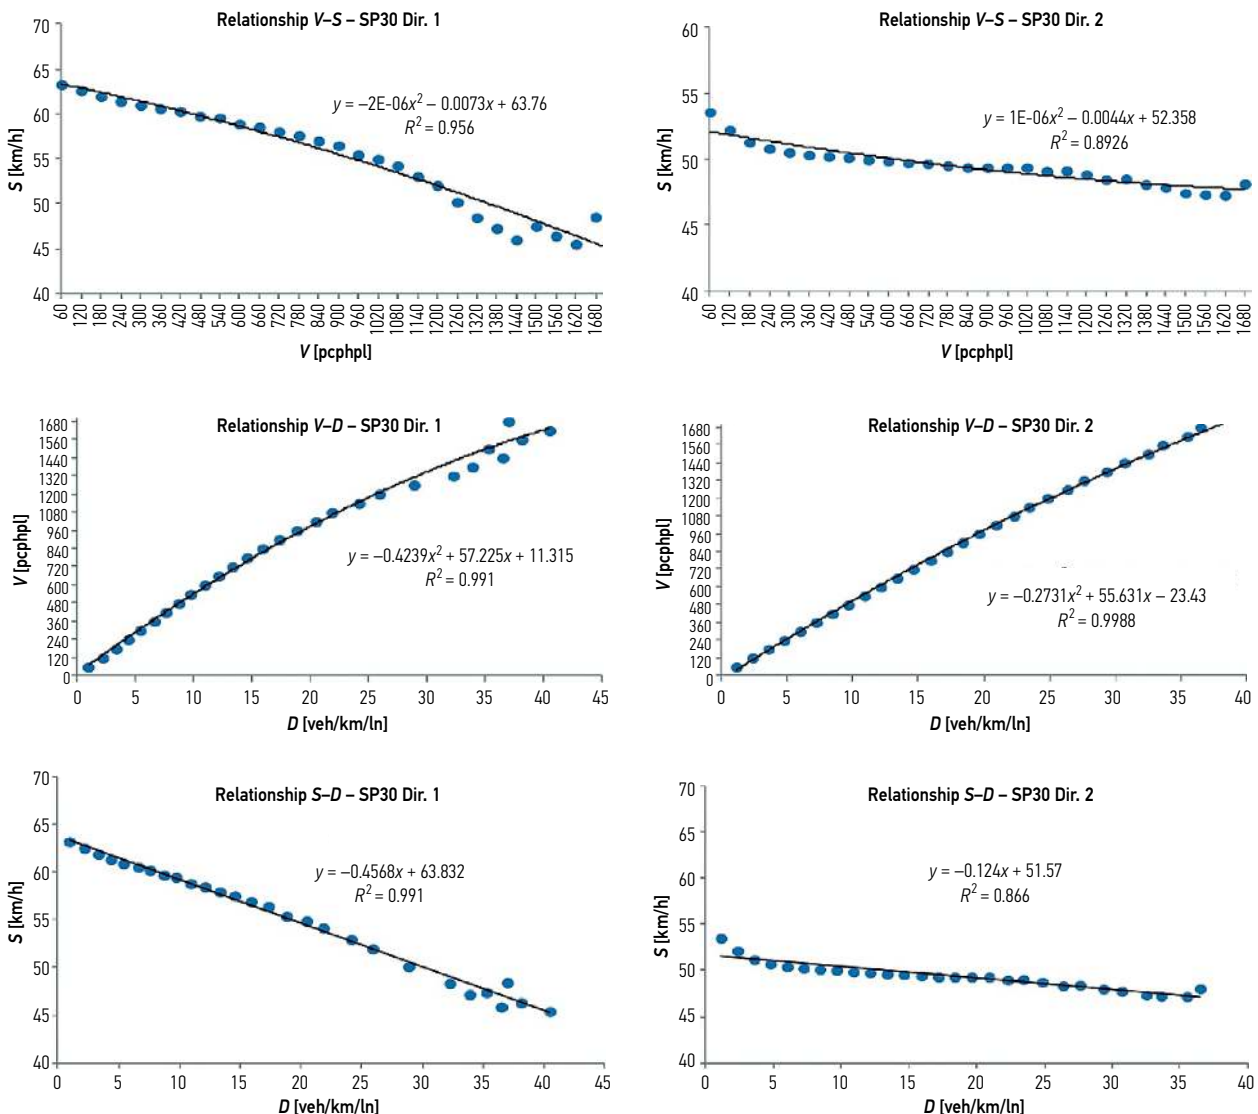 Relationship V–S – SP30 Dir. 1
70
65
60
55
50
45
40
S [km/h]
y = –2E-06x² – 0.0073x + 63.76
R² = 0.956
60 120 180 240 300 360 420 480 540 600 660 720 780 840 900 960 1020 1080 1140 1200 1260 1320 1380 1440 1500 1560 1620 1680
V [pcphpl]
Relationship V–S – SP30 Dir. 2
60
55
50
45
40
S [km/h]
y = 1E-06x² – 0.0044x + 52.358
R² = 0.8926
60 120 180 240 300 360 420 480 540 600 660 720 780 840 900 960 1020 1080 1140 1200 1260 1320 1380 1440 1500 1560 1620 1680
V [pcphpl]
Relationship V–D – SP30 Dir. 1
1680
1560
1440
1320
1200
1080
960
840
720
600
480
360
240
120
0
V [pcphpl]
y = –0.4239x² + 57.225x + 11.315
R² = 0.991
0 5 10 15 20 25 30 35 40 45
D [veh/km/ln]
Relationship V–D – SP30 Dir. 2
1680
1560
1440
1320
1200
1080
960
840
720
600
480
360
240
120
0
V [pcphpl]
y = –0.2731x² + 55.631x – 23.43
R² = 0.9988
0 5 10 15 20 25 30 35 40
D [veh/km/ln]
Relationship S–D – SP30 Dir. 1
70
65
60
55
50
45
40
S [km/h]
y = –0.4568x + 63.832
R² = 0.991
0 5 10 15 20 25 30 35 40 45
D [veh/km/ln]
Relationship S–D – SP30 Dir. 2
70
65
60
55
50
45
40
S [km/h]
y = –0.124x + 51.57
R² = 0.866
0 5 10 15 20 25 30 35 40
D [veh/km/ln]